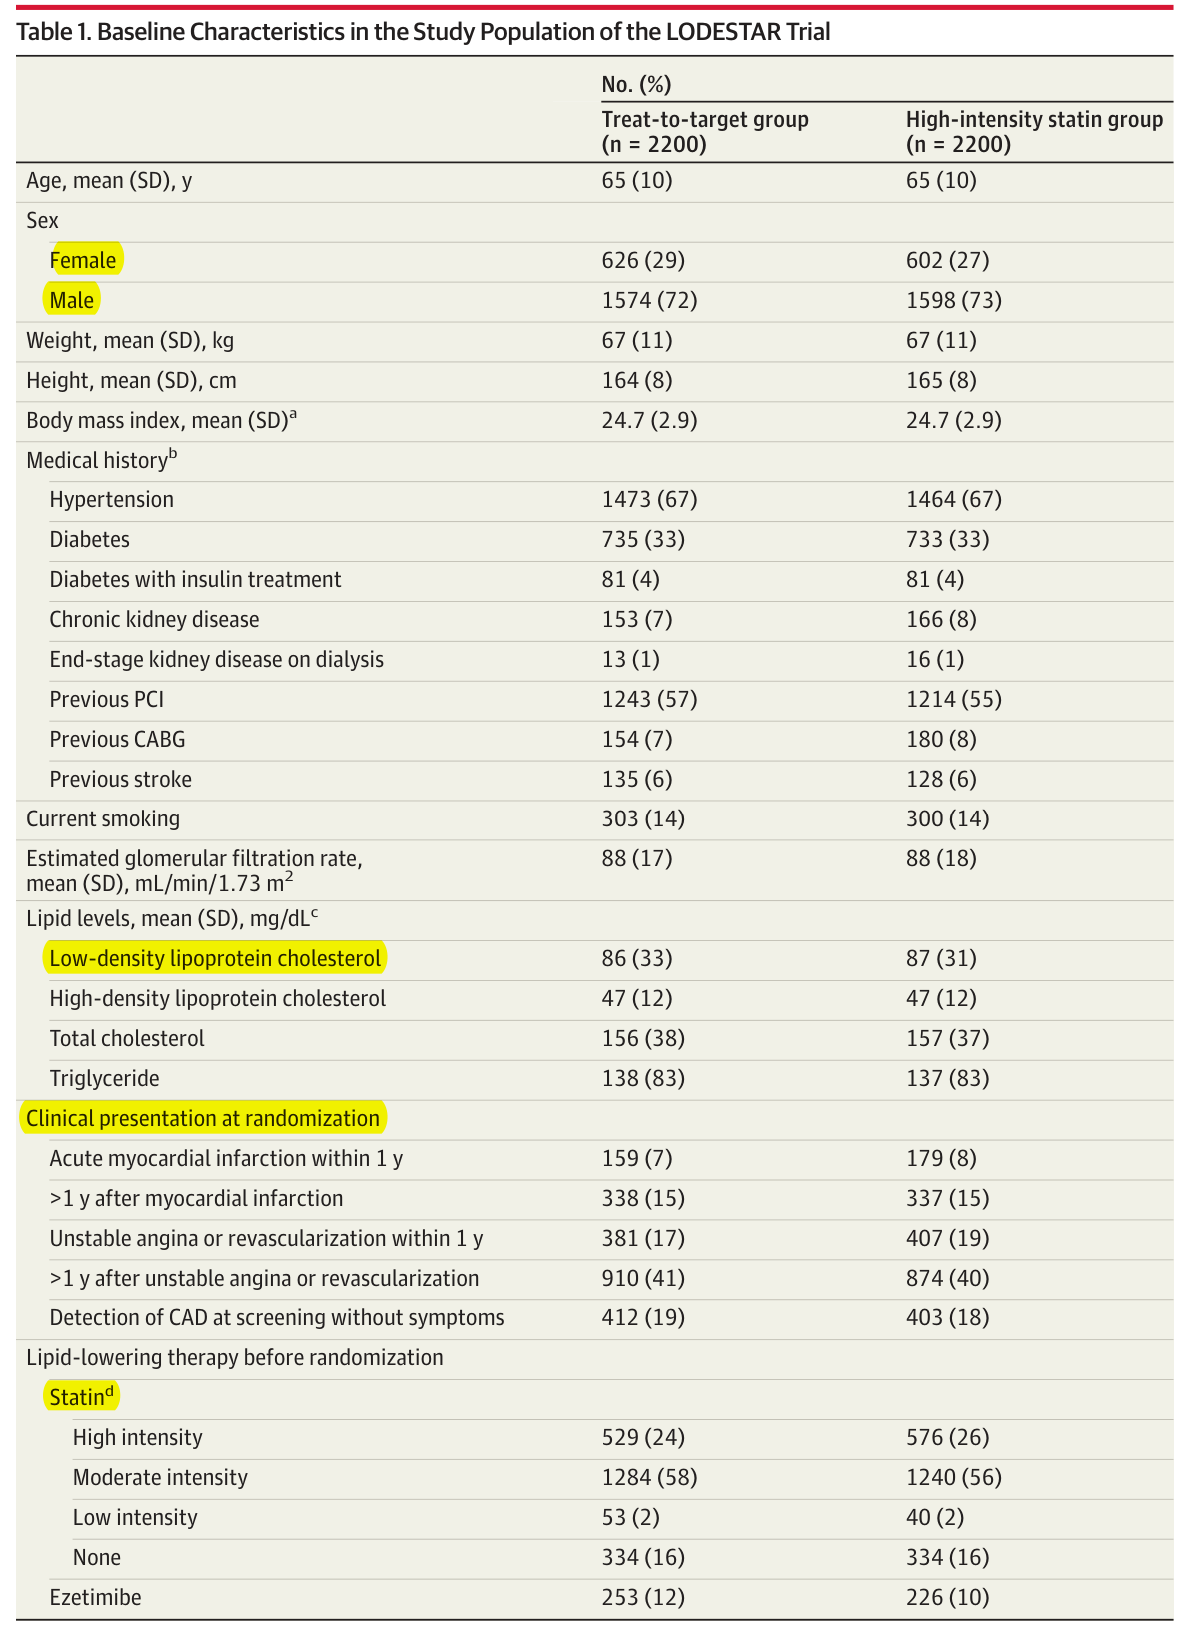 Table 1. Baseline Characteristics in the Study Population of the LODESTAR Trial
No. (%)
Treat-to-target group (n = 2200) High-intensity statin group (n = 2200)
Age, mean (SD), y 65 (10) 65 (10)
Sex
Female 626 (29) 602 (27)
Male 1574 (72) 1598 (73)
Weight, mean (SD), kg 67 (11) 67 (11)
Height, mean (SD), cm 164 (8) 165 (8)
Body mass index, mean (SD)a 24.7 (2.9) 24.7 (2.9)
Medical historyb
Hypertension 1473 (67) 1464 (67)
Diabetes 735 (33) 733 (33)
Diabetes with insulin treatment 81 (4) 81 (4)
Chronic kidney disease 153 (7) 166 (8)
End-stage kidney disease on dialysis 13 (1) 16 (1)
Previous PCI 1243 (57) 1214 (55)
Previous CABG 154 (7) 180 (8)
Previous stroke 135 (6) 128 (6)
Current smoking 303 (14) 300 (14)
Estimated glomerular filtration rate, 88 (17) 88 (18)
mean (SD), mL/min/1.73 m2
Lipid levels, mean (SD), mg/dLc
Low-density lipoprotein cholesterol 86 (33) 87 (31)
High-density lipoprotein cholesterol 47 (12) 47 (12)
Total cholesterol 156 (38) 157 (37)
Triglyceride 138 (83) 137 (83)
Clinical presentation at randomization
Acute myocardial infarction within 1 y 159 (7) 179 (8)
>1 y after myocardial infarction 338 (15) 337 (15)
Unstable angina or revascularization within 1 y 381 (17) 407 (19)
>1 y after unstable angina or revascularization 910 (41) 874 (40)
Detection of CAD at screening without symptoms 412 (19) 403 (18)
Lipid-lowering therapy before randomization
Statind
High intensity 529 (24) 576 (26)
Moderate intensity 1284 (58) 1240 (56)
Low intensity 53 (2) 40 (2)
None 334 (16) 334 (16)
Ezetimibe 253 (12) 226 (10)